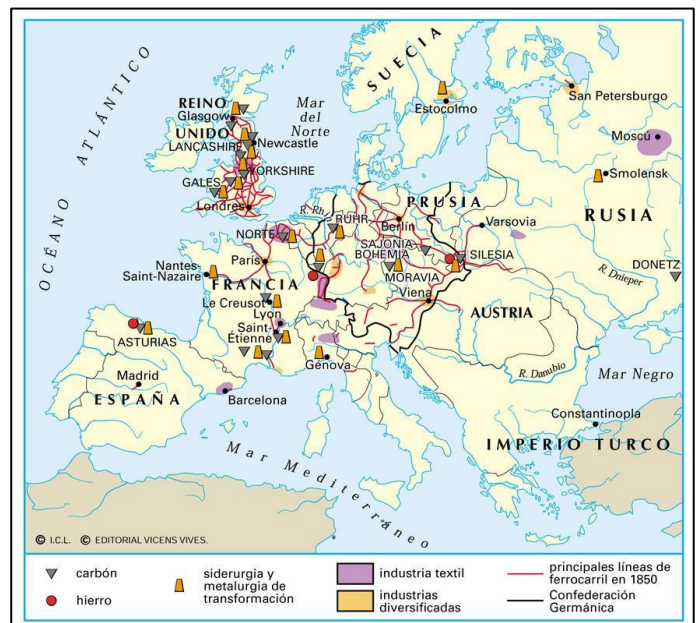 OCÉANO ATLÁNTICO
SUECIA
REINO
UNIDO
Mar
del
Norte
Estocolmo
San Petersburgo
Glasgow
Newcastle
LANCASHIRE
YORKSHIRE
GALES
Londres
Moscú
Smolensk
RUSIA
PRUSIA
R. Rhin
RUHR
Berlín
Varsovia
NORTE
SAJONIA
BOHEMIA
SILESIA
MORAVIA
DONETZ
R. Dnieper
París
Nantes-
Saint-Nazaire
FRANCIA
Viena
AUSTRIA
Le Creusot
Lyon
Saint-
Étienne
Génova
R. Danubio
Mar Negro
ASTURIAS
Madrid
ESPAÑA
Barcelona
Constantinopla
IMPERIO TURCO
Mar Mediterráneo
© I.C.L. © EDITORIAL VICENS VIVES.
carbón
hierro
siderurgia y
metalurgia de
transformación
industria textil
industrias
diversificadas
principales líneas de
ferrocarril en 1850
Confederación
Germánica